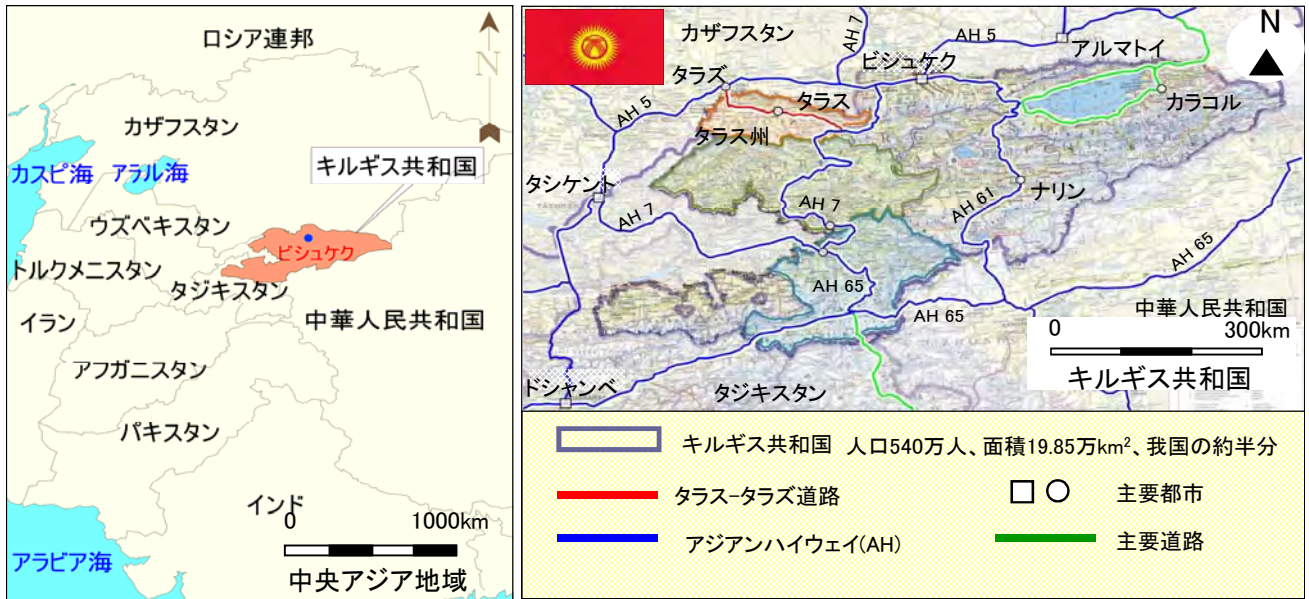 ロシア連邦
N
カザフスタン
カスピ海
アラル海
キルギス共和国
ウズベキスタン
ビシュケク
トルクメニスタン
タジキスタン
中華人民共和国
イラン
アフガニスタン
パキスタン
インド
0 1000km
アラビア海
中央アジア地域
カザフスタン
AH 7
AH 5
アルマトイ
N
ビシュケク
タラズ
AH 5
タラス
カラコル
タラス州
タシケント
AH 7
AH 7
AH 61
ナリン
AH 65
AH 65
AH 65
中華人民共和国
0 300km
キルギス共和国
ドシャンベ
タジキスタン
キルギス共和国 人口540万人、面積19.85万km²、我国の約半分
タラス-タラズ道路
主要都市
アジアンハイウェイ(AH)
主要道路